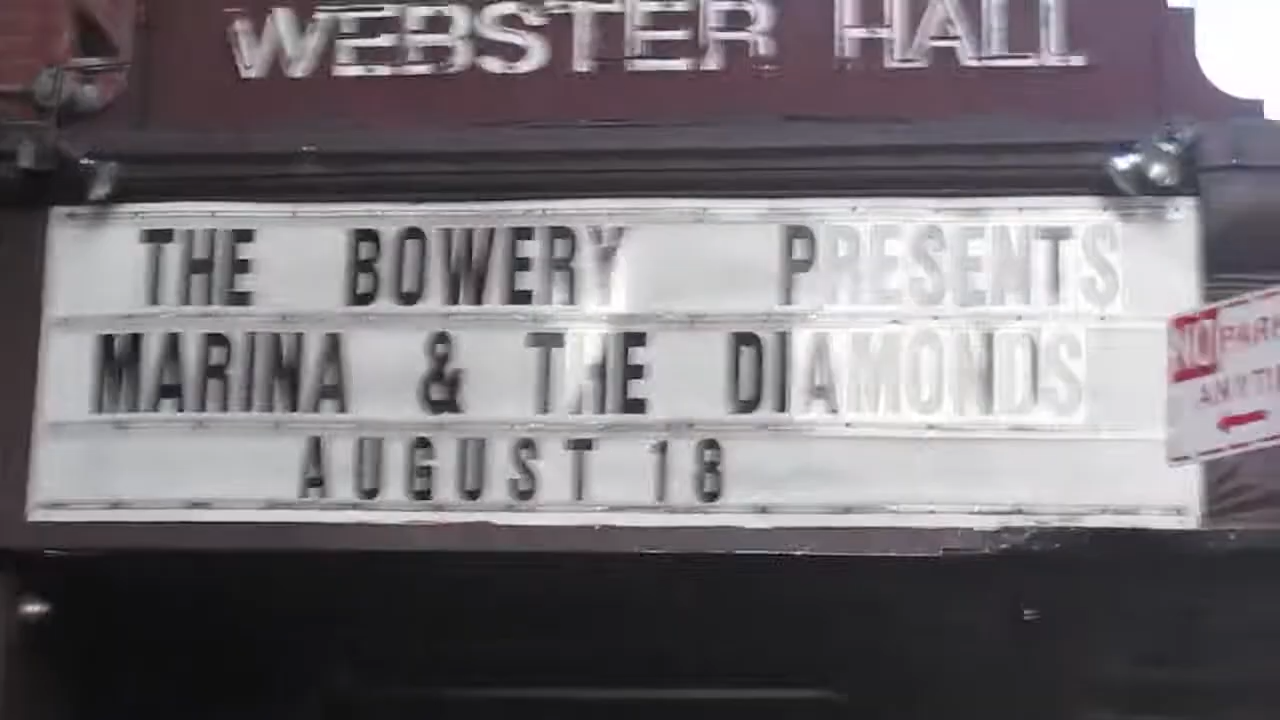 WEBSTER HALL
THE BOWERY PRESENTS
MARINA & THE DIAMONDS
AUGUST 18
NO